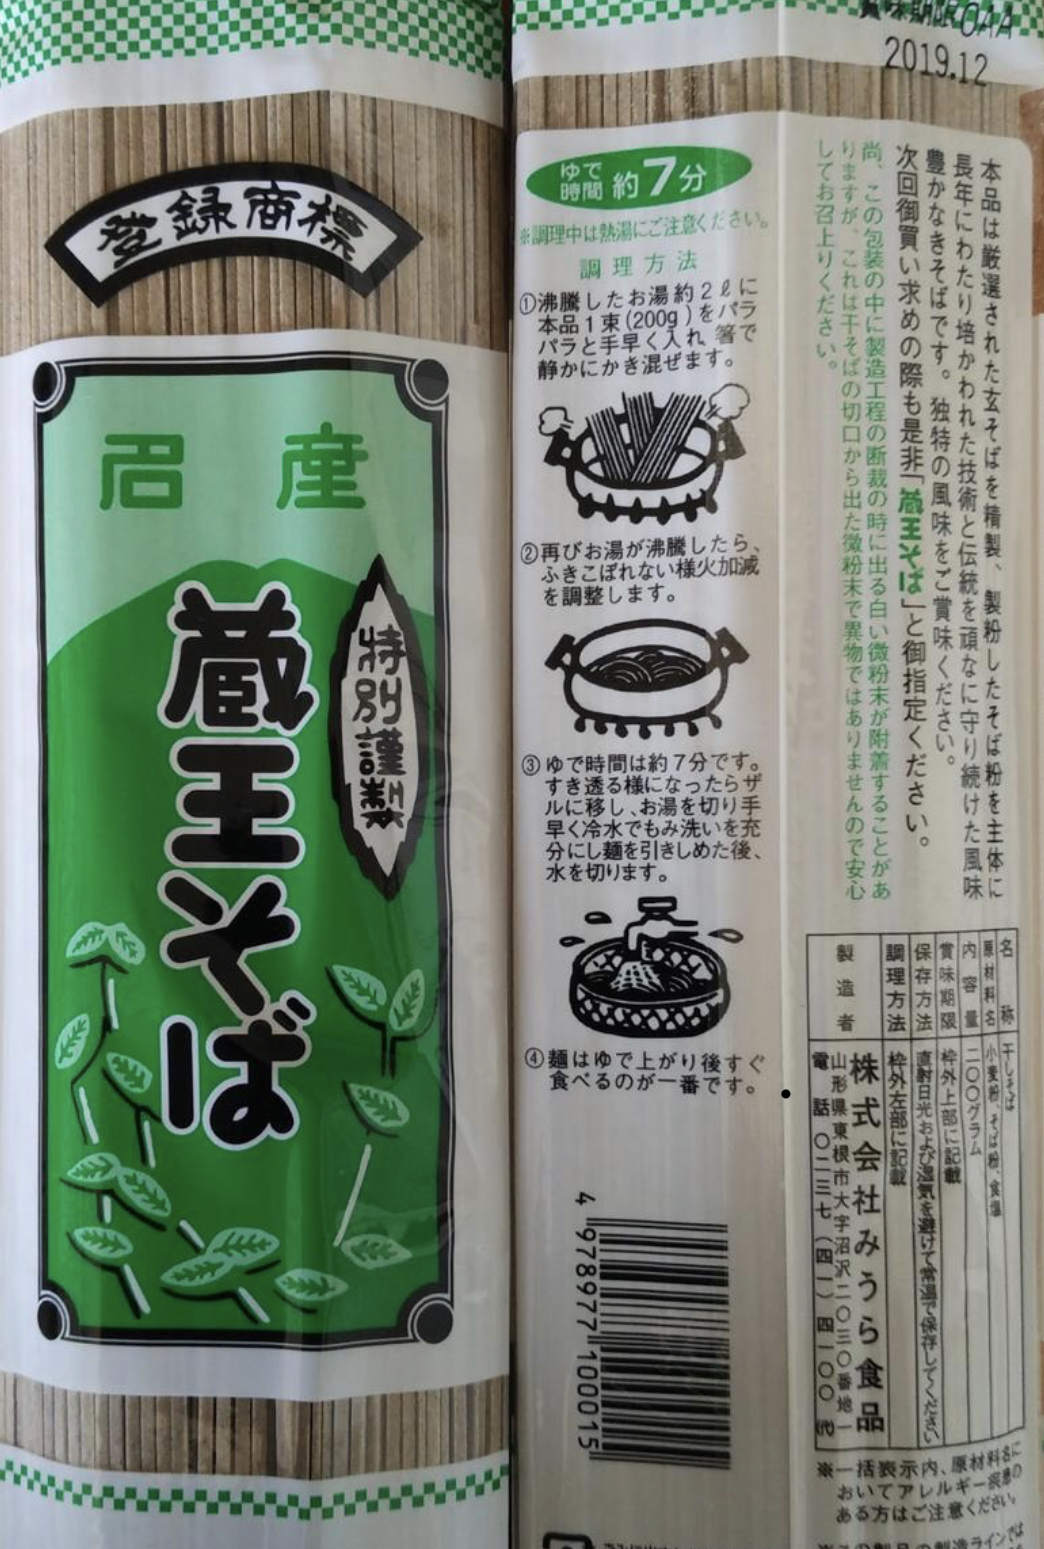 登録商標
名産
特別謹製
蔵王そば
賞味期限OAA
2019.12
ゆで
時間 約7分
※調理中は熱湯にご注意ください。
調理方法
①沸騰したお湯約2ℓに
本品1束(200g)をパラ
パラと手早く入れ 箸で
静かにかき混ぜます。
②再びお湯が沸騰したら、
ふきこぼれない様火加減
を調整します。
③ゆで時間は約7分です。
すき透る様になったらザ
ルに移し、お湯を切り手
早く冷水でもみ洗いを充
分にし麺を引きしめた後、
水を切ります。
④麺はゆで上がり後すぐ
食べるのが一番です。
4 978977 100015
本品は厳選された玄そばを精製、製粉したそば粉を主体に
長年にわたり培かわれた技術と伝統を頑なに守り続けた風味
豊かなきそばです。独特の風味をご賞味ください。
次回御買い求めの際も是非「蔵王そば」と御指定ください。
尚、この包装の中に製造工程の断裁の時に出る白い微粉末が附着することがあ
りますが、これは干そばの切口から出た微粉末で異物ではありませんので安心
してお召上りください。
名称 干しそば
原材料名 小麦粉、そば粉、食塩
内容量 二〇〇グラム
賞味期限 枠外上部に記載
保存方法 直射日光および湿気を避けて常温で保存してください
調理方法 枠外左部に記載
製造者 株式会社みうら食品
山形県東根市大字沼沢二〇三〇番地一
電話 〇二三七(四一)四一〇〇㈹
※一括表示内、原材料名に
おいてアレルギー疾患の
ある方はご注意ください。